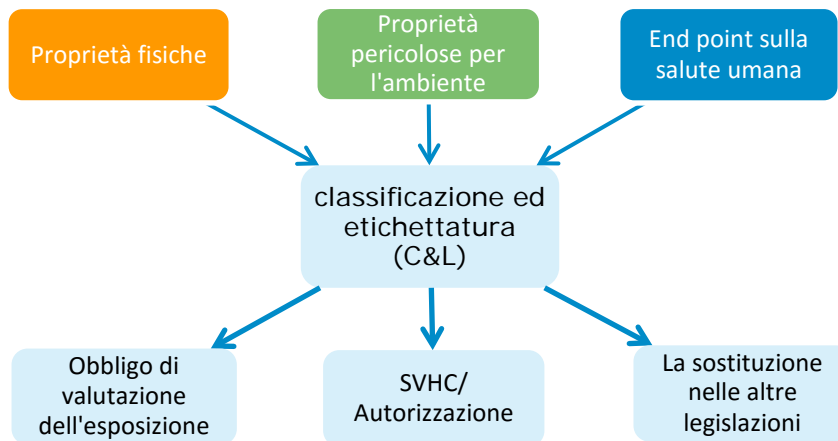 Proprietà fisiche
Proprietà
pericolose per
l'ambiente
End point sulla
salute umana
classificazione ed
etichettatura
(C&L)
Obbligo di
valutazione
dell'esposizione
SVHC/
Autorizzazione
La sostituzione
nelle altre
legislazioni